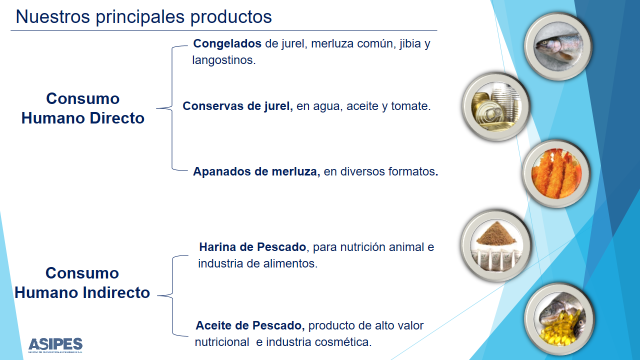 Nuestros principales productos
Congelados de jurel, merluza común, jibia y
langostinos.
Consumo
Humano Directo
Conservas de jurel, en agua, aceite y tomate.
Apanados de merluza, en diversos formatos.
Harina de Pescado, para nutrición animal e
industria de alimentos.
Consumo
Humano Indirecto
Aceite de Pescado, producto de alto valor
nutricional e industria cosmética.
ASIPES